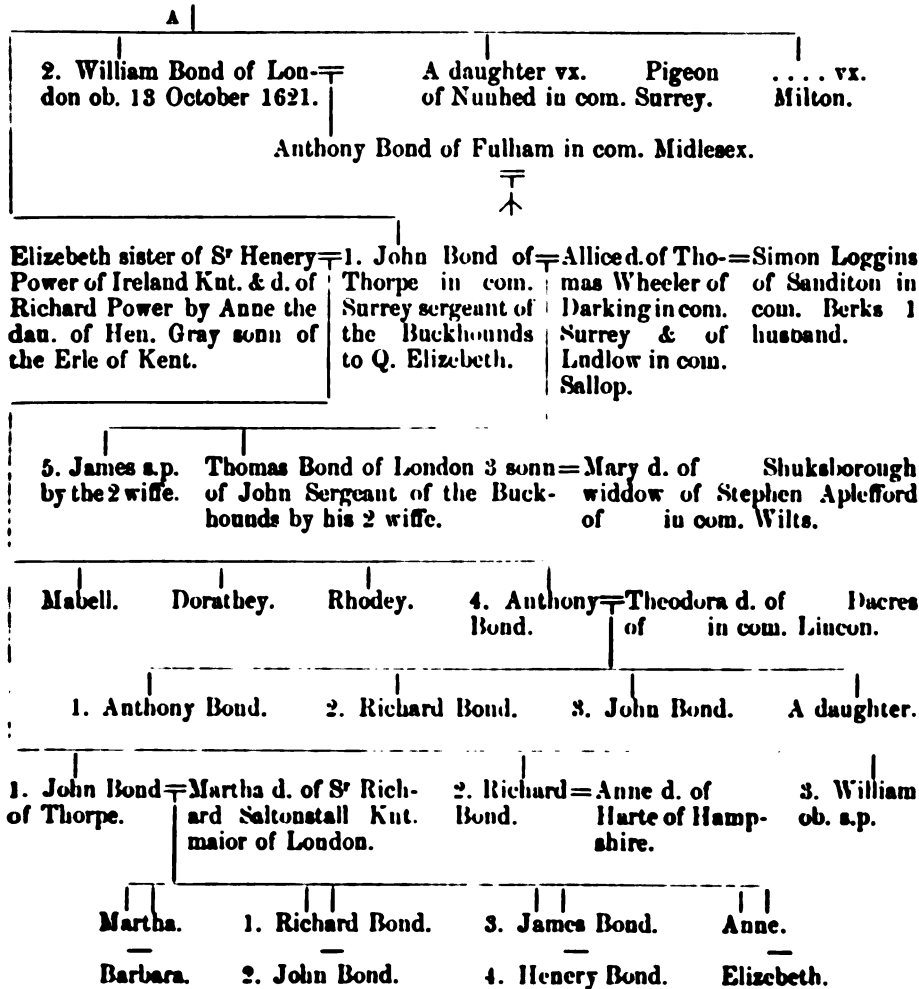 A
2. William Bond of Lon-
don ob. 13 October 1621.
A daughter vx. Pigeon
of Nunhed in com. Surrey.
.... vx.
Milton.
Anthony Bond of Fulham in com. Midlesex.
Elizebeth sister of Sʳ Henery
Power of Ireland Knt. & d. of
Richard Power by Anne the
dau. of Hen. Gray sonn of
the Erle of Kent.
1. John Bond of
Thorpe in com.
Surrey sergeant of
the Buckhounds
to Q. Elizebeth.
Allice d. of Tho-
mas Wheeler of
Darking in com.
Surrey & of
Ludlow in com.
Sallop.
Simon Loggins
of Sanditon in
com. Berks 1
husband.
5. James s.p.
by the 2 wiffe.
Thomas Bond of London 3 sonn
of John Sergeant of the Buck-
hounds by his 2 wiffe.
Mary d. of Shuksborough
widdow of Stephen Aplefford
of in com. Wilts.
Mabell.
Dorathey.
Rhodey.
4. Anthony
Bond.
Theodora d. of Dacres
of in com. Lincon.
1. Anthony Bond.
2. Richard Bond.
3. John Bond.
A daughter.
1. John Bond
of Thorpe.
Martha d. of Sʳ Rich-
ard Saltonstall Knt.
maior of London.
2. Richard
Bond.
Anne d. of
Harte of Hamp-
shire.
3. William
ob. s.p.
Martha.
1. Richard Bond.
3. James Bond.
Anne.
Barbara.
2. John Bond.
4. Henery Bond.
Elizebeth.